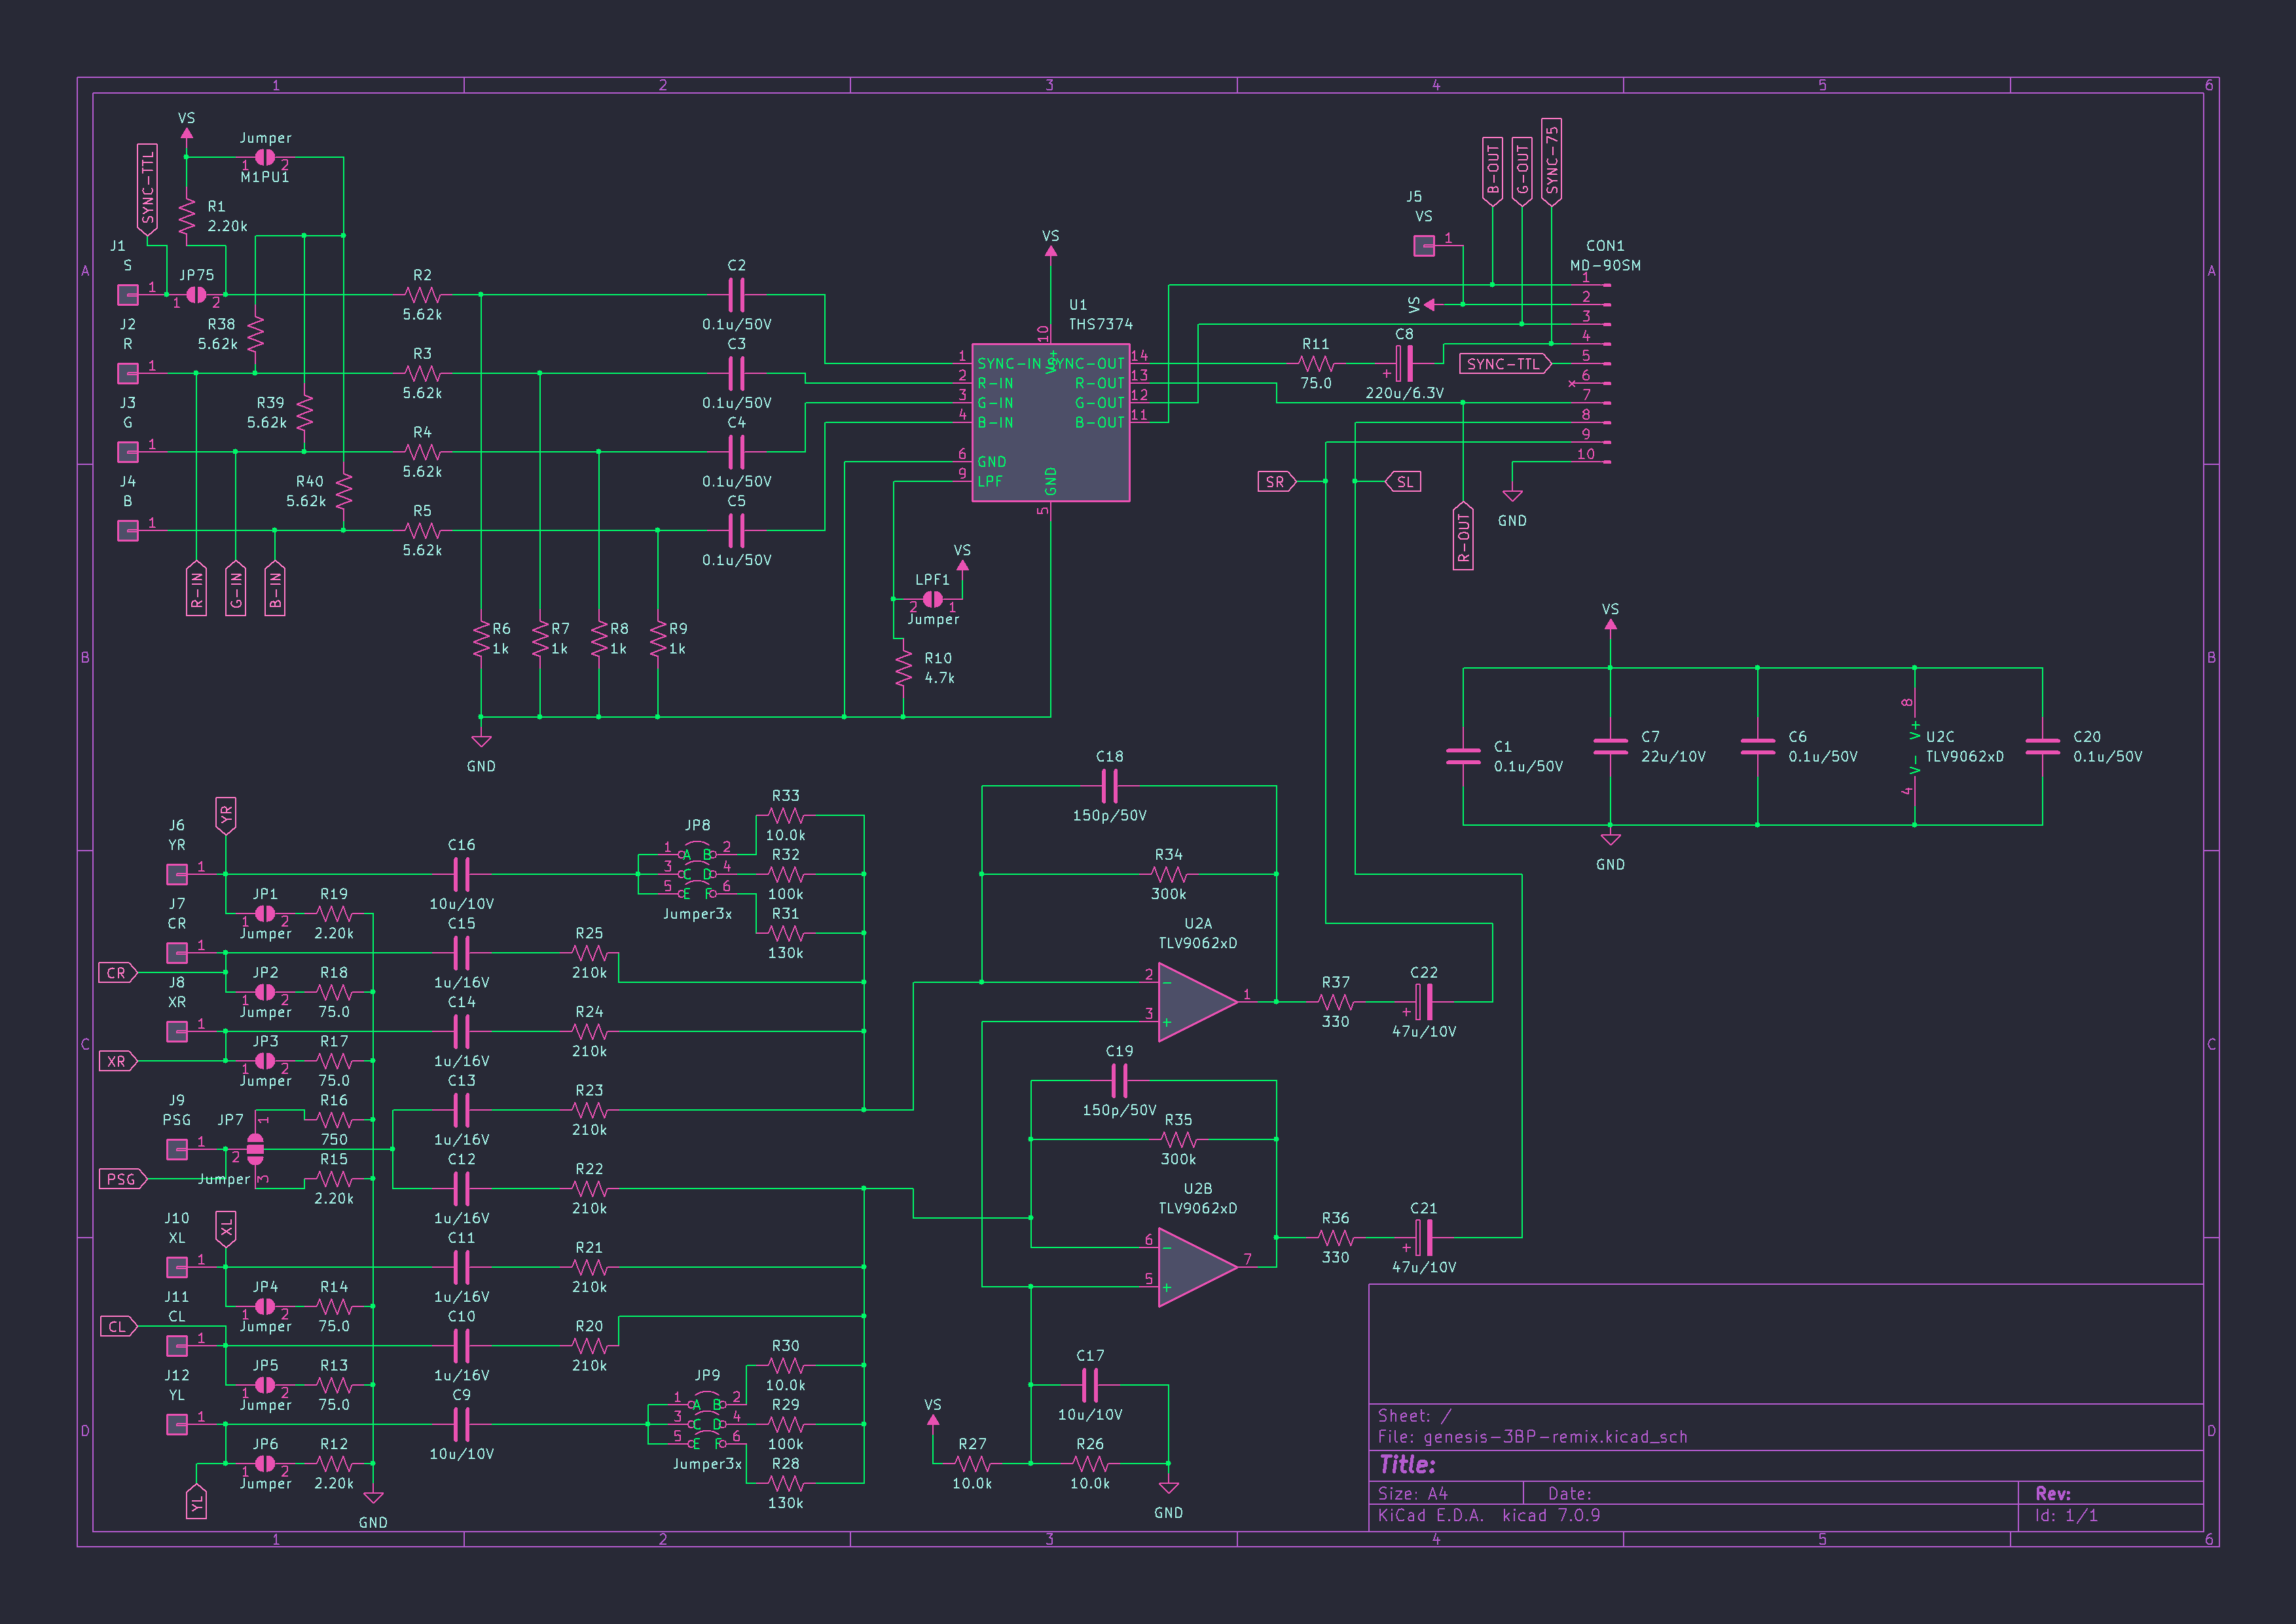 1 2 3 4 5 6
A
B
C
D
VS
Jumper
1 2
M1PU1
SYNC-TTL
R1
2.20k
J1
S
1
JP75
1 2
R38
5.62k
R2
5.62k
C2
0.1u/50V
J2
R
1
R3
5.62k
C3
0.1u/50V
R39
5.62k
J3
G
1
R4
5.62k
C4
0.1u/50V
R40
5.62k
J4
B
1
R5
5.62k
C5
0.1u/50V
R-IN
G-IN
B-IN
R6
1k
R7
1k
R8
1k
R9
1k
GND
VS
U1
THS7374
10
V+
1 SYNC-IN SYNC-OUT 14
2 R-IN R-OUT 13
3 G-IN G-OUT 12
4 B-IN B-OUT 11
6 GND
9 LPF
GND
5
VS
LPF1
2 1
Jumper
R10
4.7k
B-OUT
G-OUT
SYNC-75
J5
VS
1
VS
CON1
MD-90SM
1
2
3
4
5
6
7
8
9
10
R11
75.0
C8
+
220u/6.3V
SYNC-TTL
SR
SL
R-OUT
GND
VS
C1
0.1u/50V
C7
22u/10V
C6
0.1u/50V
8
V+
V-
4
U2C
TLV9062xD
C20
0.1u/50V
GND
YR
J6
YR
1
C16
10u/10V
JP8
1 A B 2
3 C D 4
5 E F 6
Jumper3x
R33
10.0k
R32
100k
R31
130k
JP1
1 2
Jumper
R19
2.20k
J7
CR
1
CR
C15
1u/16V
R25
210k
JP2
1 2
Jumper
R18
75.0
J8
XR
1
XR
C14
1u/16V
R24
210k
JP3
1 2
Jumper
R17
75.0
C13
1u/16V
R23
210k
J9
PSG
1
PSG
JP7
1
2
3
Jumper
R16
750
R15
2.20k
C12
1u/16V
R22
210k
XL
J10
XL
1
C11
1u/16V
R21
210k
JP4
1 2
Jumper
R14
75.0
J11
CL
1
CL
C10
1u/16V
R20
210k
JP5
1 2
Jumper
R13
75.0
J12
YL
1
C9
10u/10V
JP9
1 A B 2
3 C D 4
5 E F 6
Jumper3x
R30
10.0k
R29
100k
R28
130k
JP6
1 2
Jumper
R12
2.20k
YL
GND
C18
150p/50V
R34
300k
U2A
TLV9062xD
2 -
3 +
1
R37
330
C22
+
47u/10V
C19
150p/50V
R35
300k
U2B
TLV9062xD
6 -
5 +
7
R36
330
C21
+
47u/10V
C17
10u/10V
VS
R27
10.0k
R26
10.0k
GND
Sheet: /
File: genesis-3BP-remix.kicad_sch
Title:
Size: A4 Date: Rev:
KiCad E.D.A. kicad 7.0.9 Id: 1/1
A
B
C
D
1 2 3 4 5 6